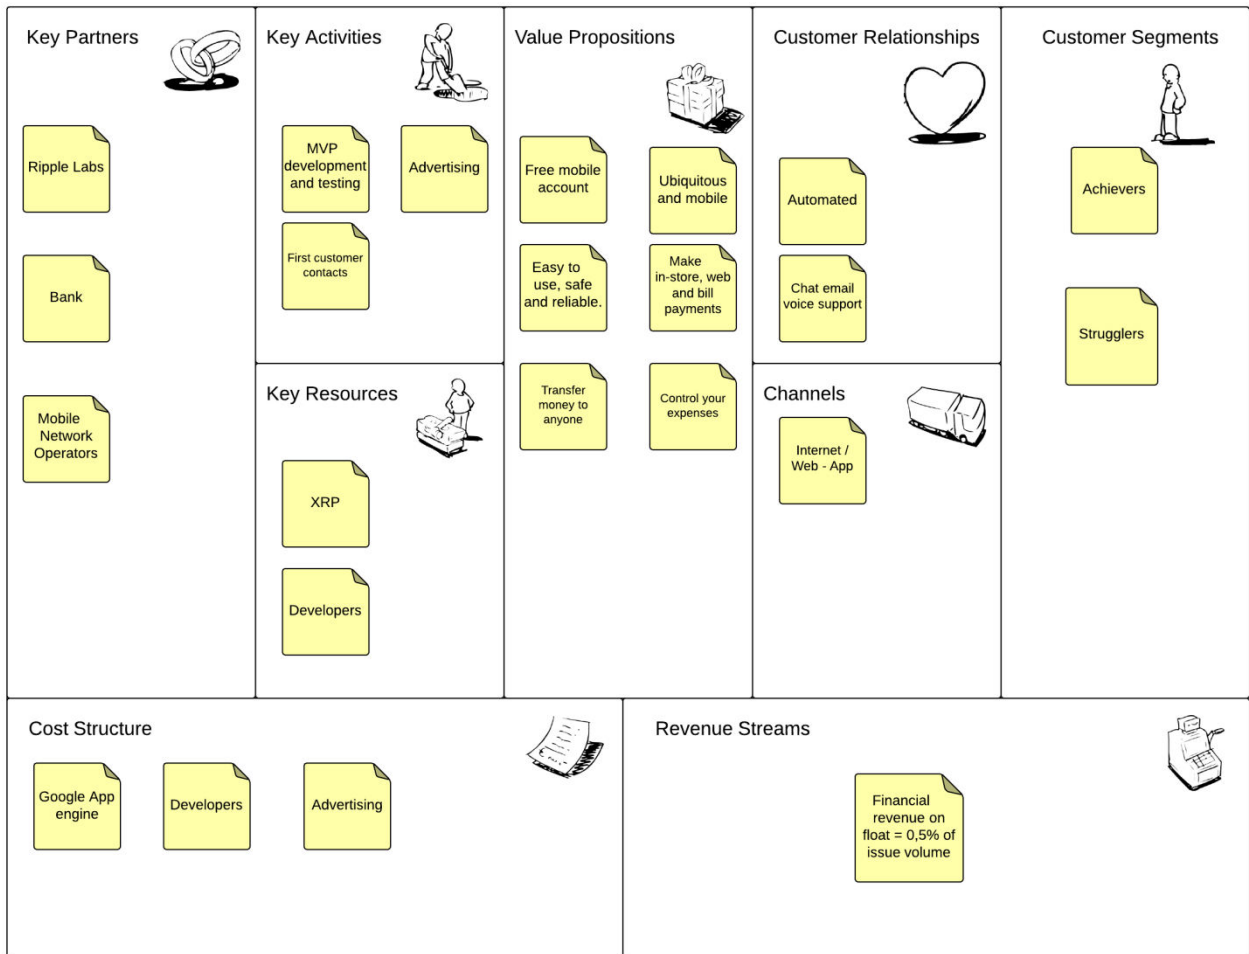 Key Partners
Ripple Labs
Bank
Mobile
Network
Operators
Key Activities
MVP
development
and testing
Advertising
First customer
contacts
Key Resources
XRP
Developers
Value Propositions
Free mobile
account
Ubiquitous
and mobile
Easy to
use, safe
and reliable.
Make
in-store, web
and bill
payments
Transfer
money to
anyone
Control your
expenses
Customer Relationships
Automated
Chat email
voice support
Channels
Internet /
Web - App
Customer Segments
Achievers
Strugglers
Cost Structure
Google App
engine
Developers
Advertising
Revenue Streams
Financial
revenue on
float = 0,5% of
issue volume